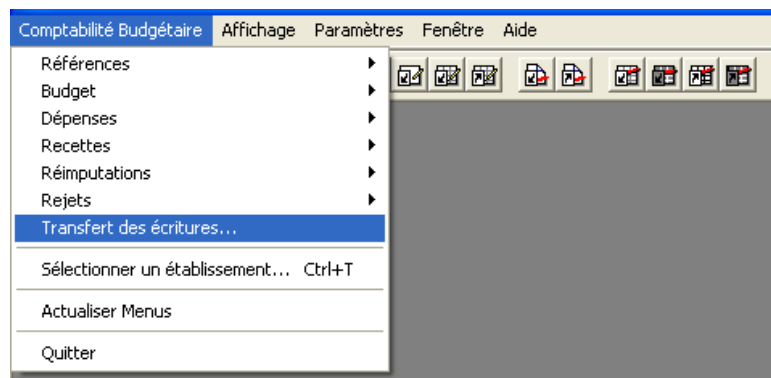 Comptabilité Budgétaire Affichage Paramètres Fenêtre Aide
Références
Budget
Dépenses
Recettes
Réimputations
Rejets
Transfert des écritures...
Sélectionner un établissement... Ctrl+T
Actualiser Menus
Quitter